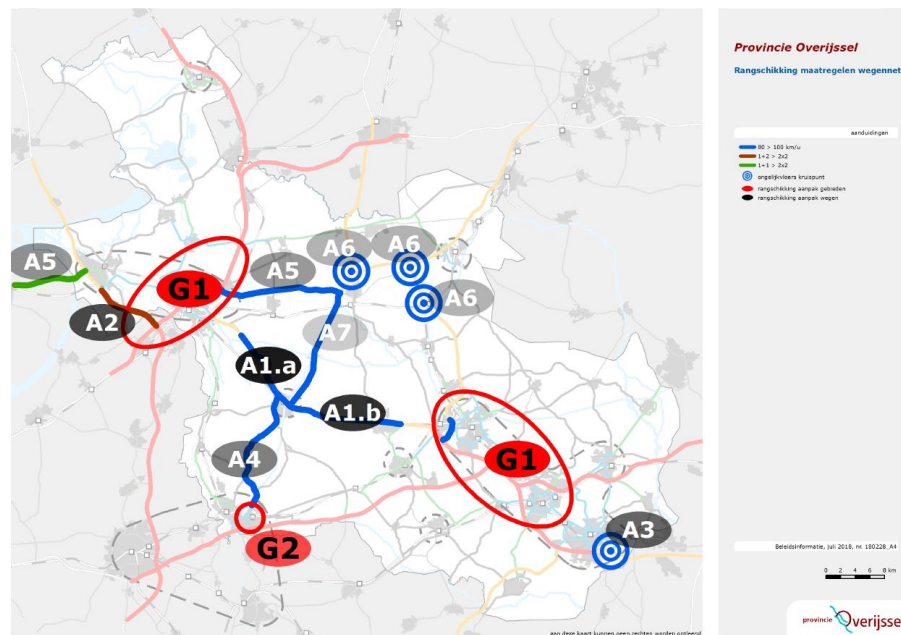 Provincie Overijssel
Rangschikking maatregelen wegennet
aanduidingen
80 > 100 km/u
1+2 > 2x2
1+1 > 2x2
ongelijkvloers kruispunt
rangschikking aanpak gebieden
rangschikking aanpak wegen
A6
A6
A5
A5
G1
A6
A2
A7
A1.a
A1.b
A4
G1
A3
G2
Beleidsinformatie, juli 2018, nr. 180228_A4
0 2 4 6 8 km
provincie Overijsse
aan deze kaart kunnen geen rechten worden ontleend